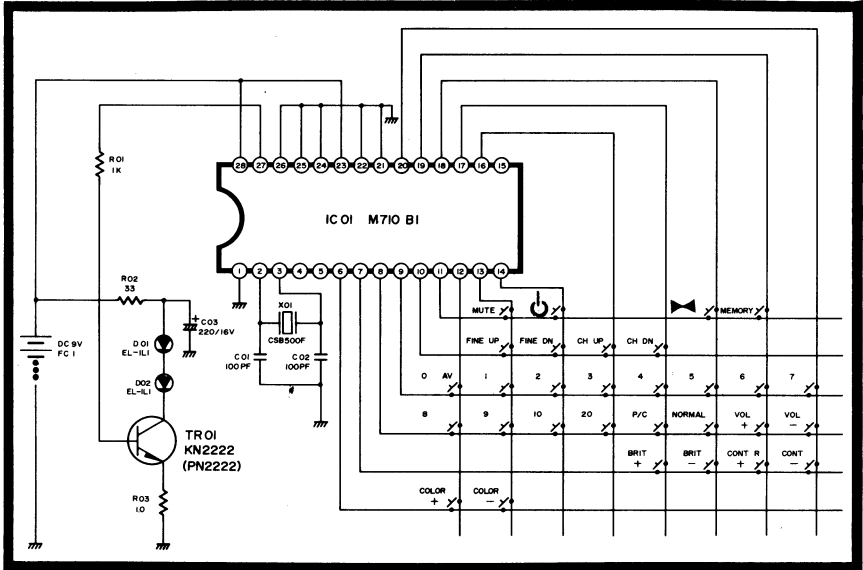 R01
1K
28 27 26 25 24 23 22 21 20 19 18 17 16 15
IC01 M710 B1
1 2 3 4 5 6 7 8 9 10 11 12 13 14
R02
33
X01
CSB500F
MUTE MEMORY
DC 9V
FC 1
D01
EL-1L1
+
C03
220/16V
C01
100PF
C02
100PF
FINE UP FINE DN CH UP CH DN
D02
EL-1L1
0 AV 1 2 3 4 5 6 7
8 9 10 20 P/C NORMAL VOL + VOL -
TR01
KN2222
(PN2222)
BRIT + BRIT - CONT R + CONT -
R03
1.0
COLOR + COLOR -